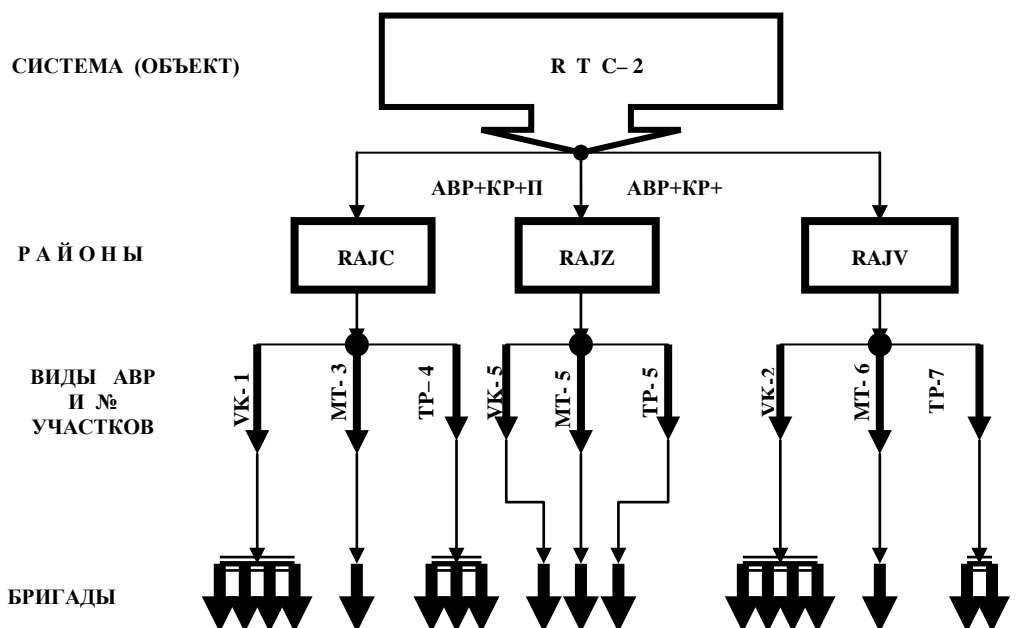 СИСТЕМА (ОБЪЕКТ)
R T C– 2
АВР+КР+П
АВР+КР+
Р А Й О Н Ы
RAJC
RAJZ
RAJV
ВИДЫ АВР
И №
УЧАСТКОВ
VK- 1
MT- 3
TP– 4
VK- 5
MT- 5
TP- 5
VK-2
MT- 6
TP-7
БРИГАДЫ